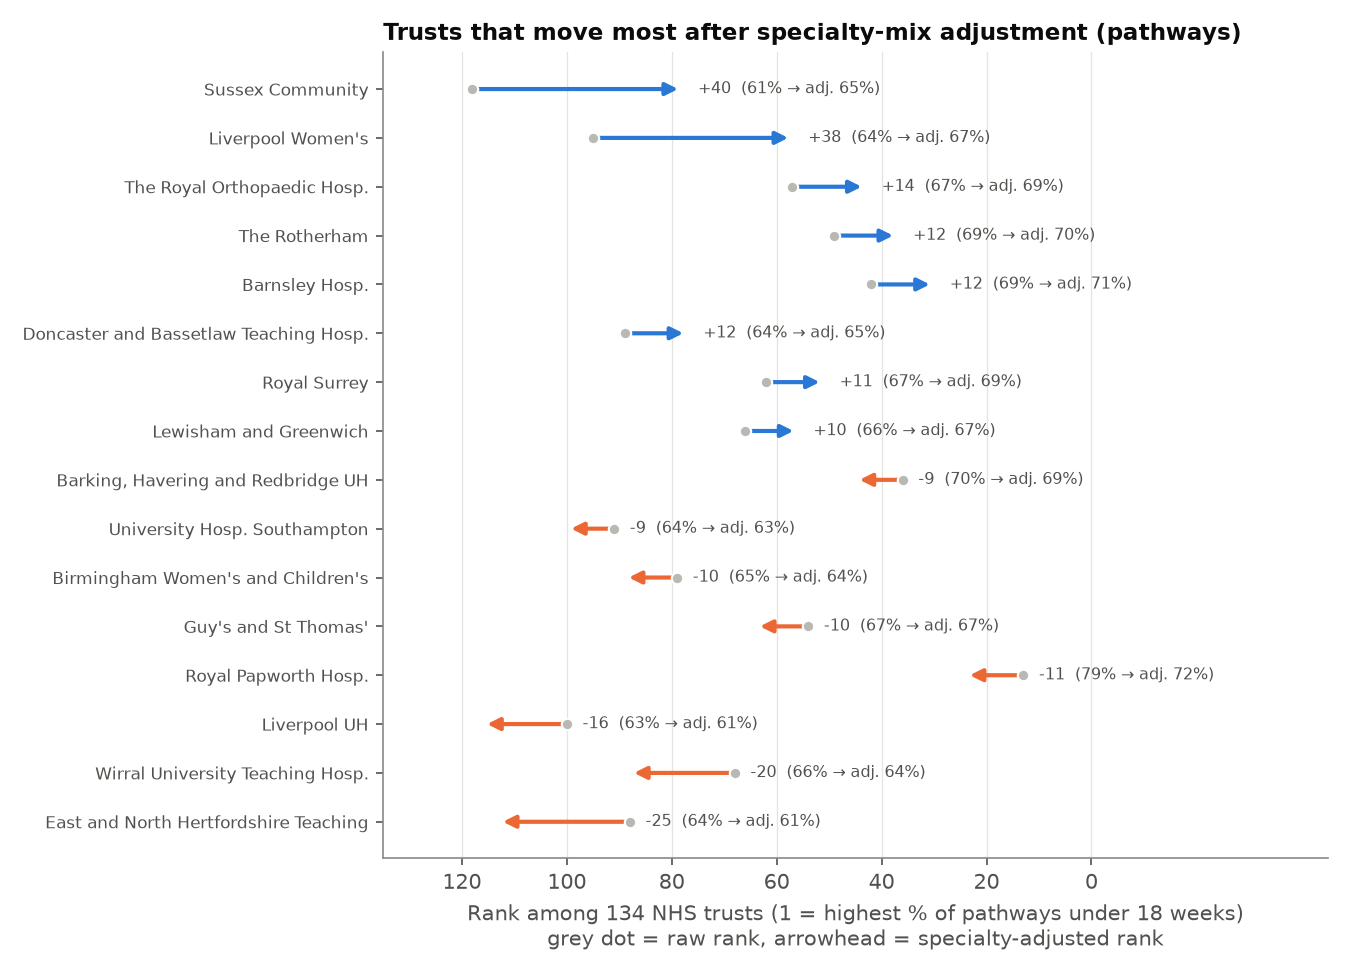 Trusts that move most after specialty-mix adjustment (pathways)
Sussex Community
+40 (61% → adj. 65%)
Liverpool Women's
+38 (64% → adj. 67%)
The Royal Orthopaedic Hosp.
+14 (67% → adj. 69%)
The Rotherham
+12 (69% → adj. 70%)
Barnsley Hosp.
+12 (69% → adj. 71%)
Doncaster and Bassetlaw Teaching Hosp.
+12 (64% → adj. 65%)
Royal Surrey
+11 (67% → adj. 69%)
Lewisham and Greenwich
+10 (66% → adj. 67%)
Barking, Havering and Redbridge UH
-9 (70% → adj. 69%)
University Hosp. Southampton
-9 (64% → adj. 63%)
Birmingham Women's and Children's
-10 (65% → adj. 64%)
Guy's and St Thomas'
-10 (67% → adj. 67%)
Royal Papworth Hosp.
-11 (79% → adj. 72%)
Liverpool UH
-16 (63% → adj. 61%)
Wirral University Teaching Hosp.
-20 (66% → adj. 64%)
East and North Hertfordshire Teaching
-25 (64% → adj. 61%)
120 100 80 60 40 20 0
Rank among 134 NHS trusts (1 = highest % of pathways under 18 weeks)
grey dot = raw rank, arrowhead = specialty-adjusted rank